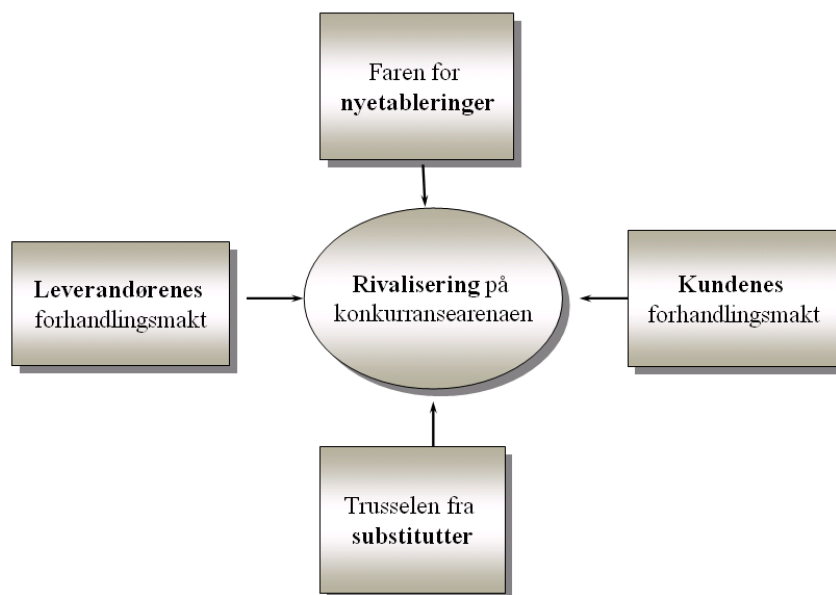 Faren for
nyetableringer
Leverandørenes
forhandlingsmakt
Rivalisering på
konkurransearenaen
Kundenes
forhandlingsmakt
Trusselen fra
substitutter